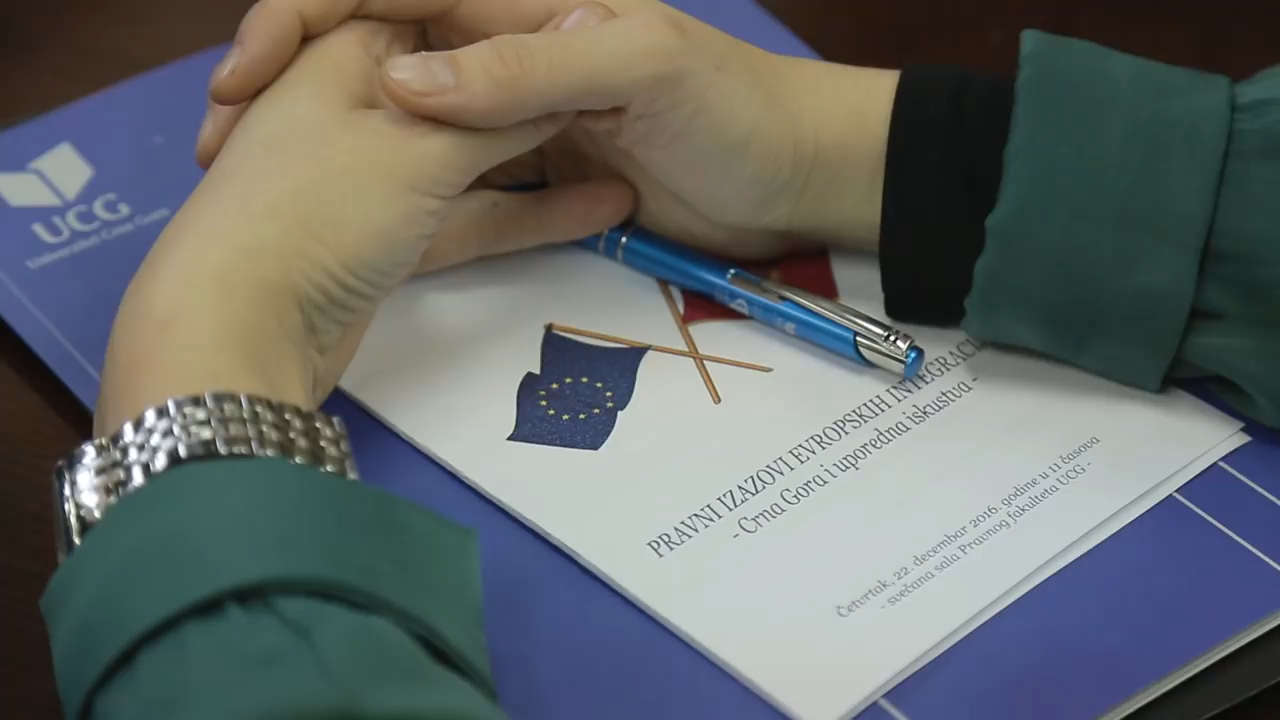 UCG
Univerzitet Crne Gore
PRAVNI IZAZOVI EVROPSKIH INTEGRACI
- Crna Gora i uporedna iskustva -
Četvrtak, 22. decembar 2016. godine u 11 časova
- svečana sala Pravnog fakulteta UCG -